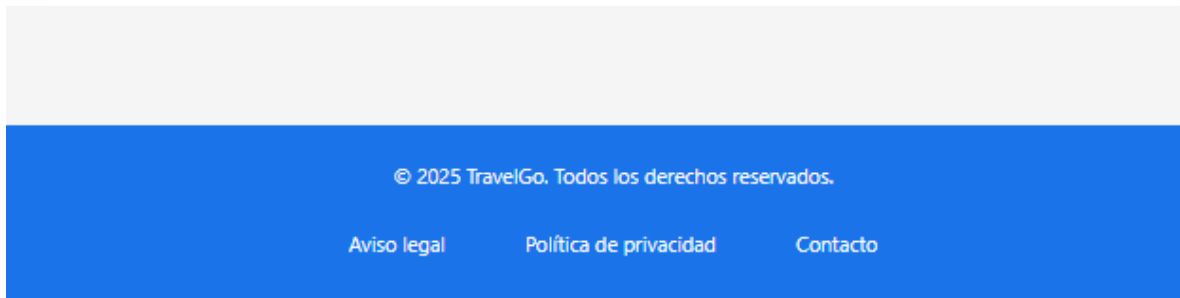 © 2025 TravelGo. Todos los derechos reservados.
Aviso legal Política de privacidad Contacto